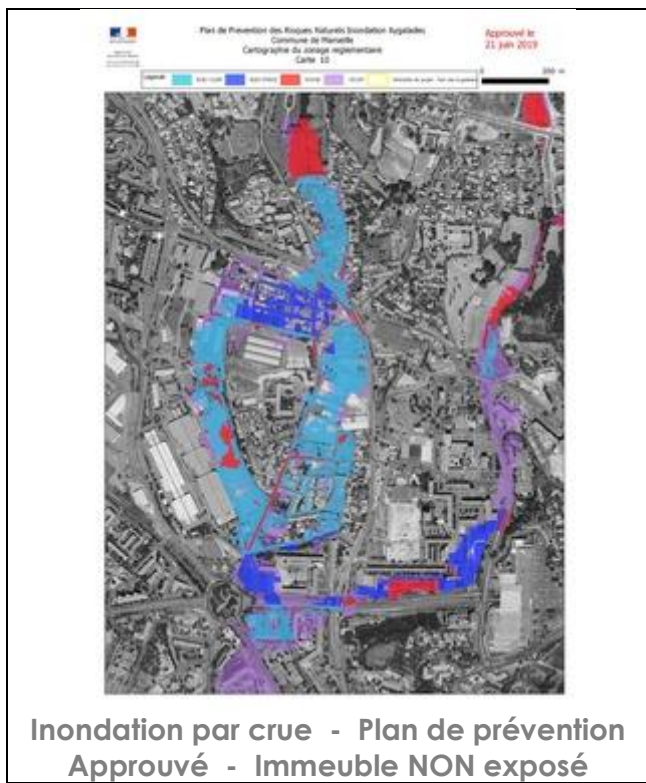 Plan de Prévention des Risques Naturels Inondation Aygalades
Commune de Marseille
Cartographie du zonage réglementaire
Carte 10
Approuvé le
21 juin 2019
Inondation par crue - Plan de prévention
Approuvé - Immeuble NON exposé